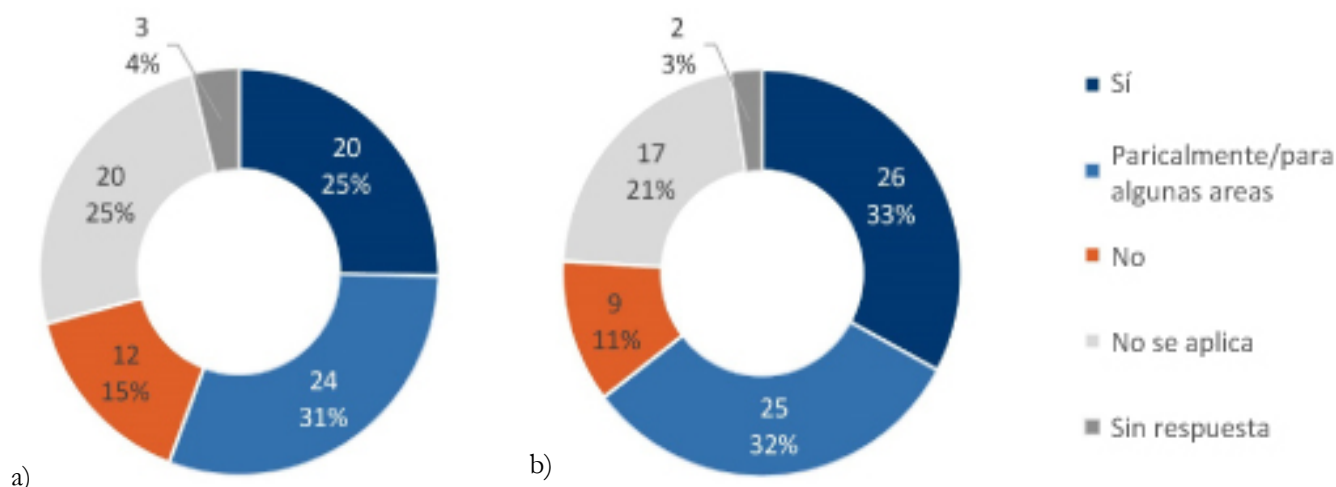 3
4%
20
25%
20
25%
12
15%
24
31%
a)
2
3%
17
21%
26
33%
9
11%
25
32%
b)
Sí
Paricalmente/para
algunas areas
No
No se aplica
Sin respuesta